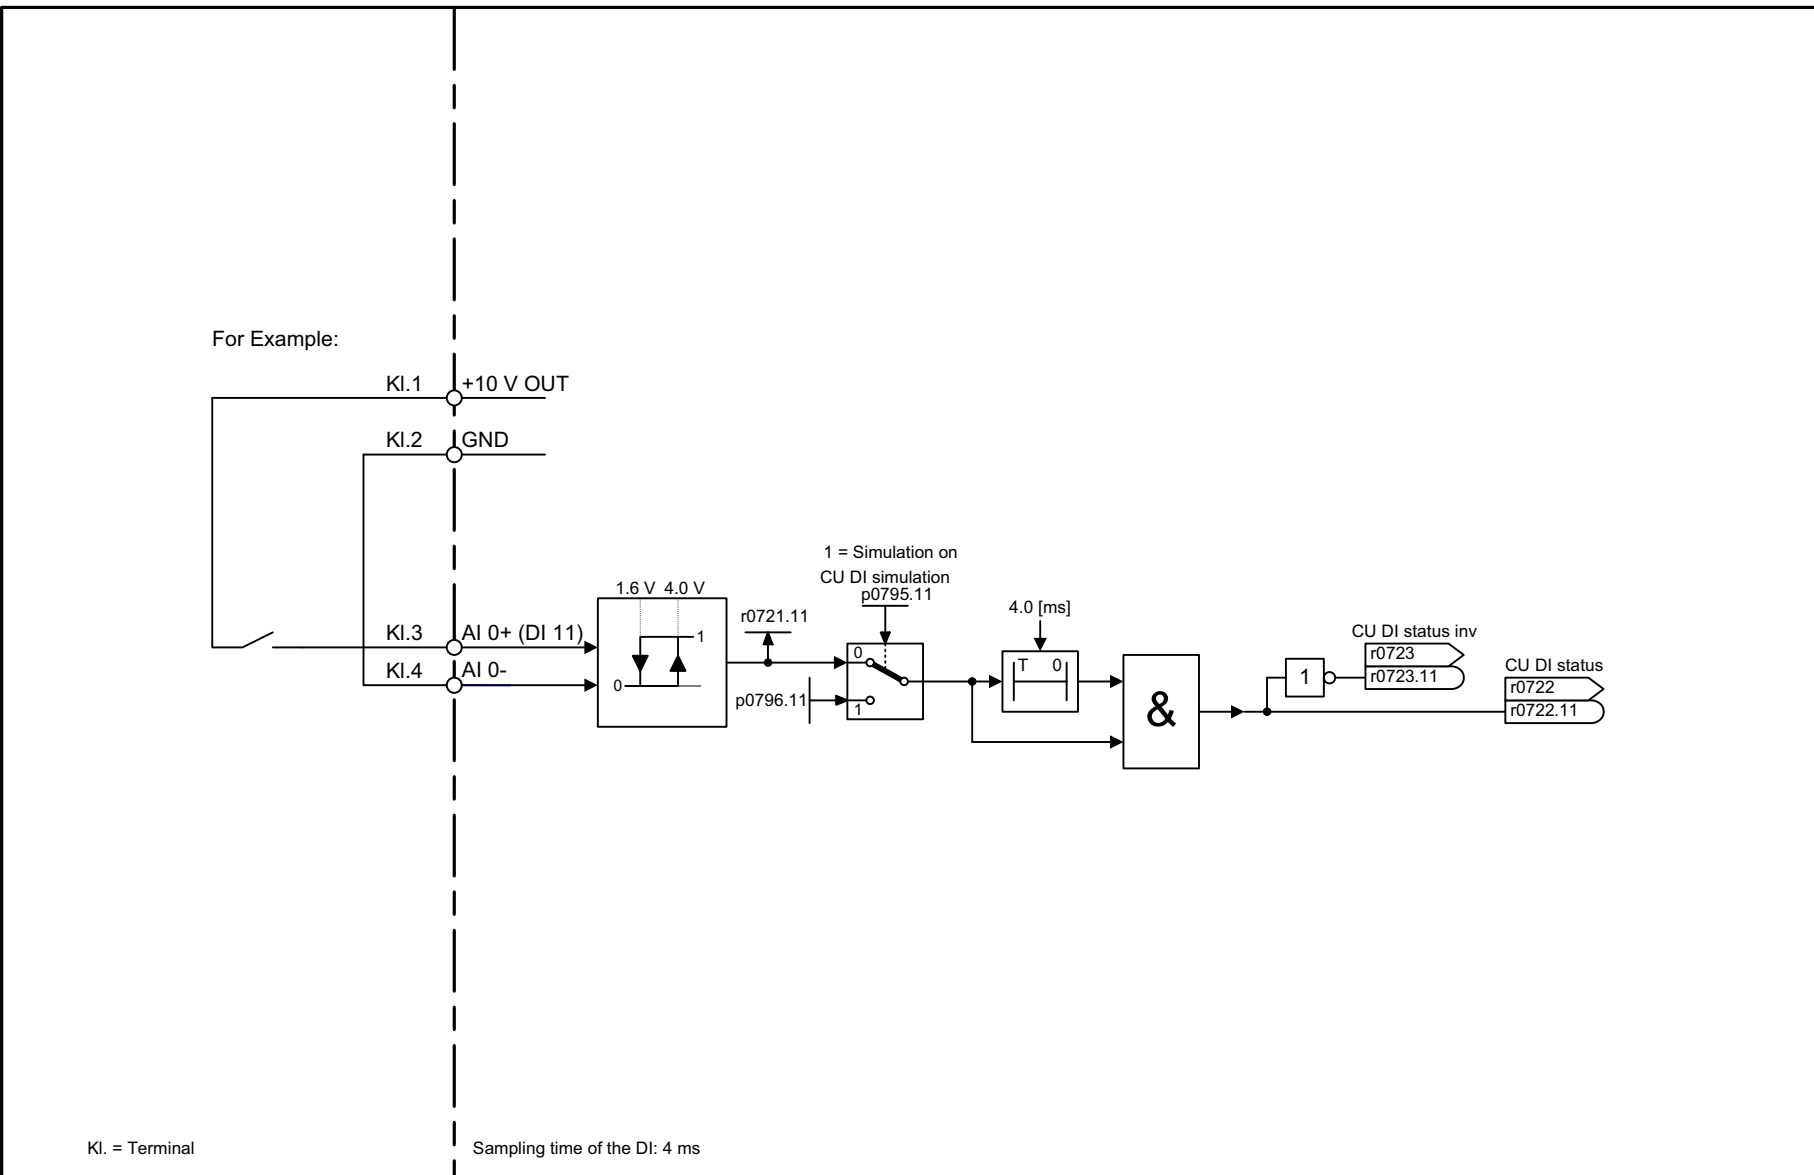 For Example:
Kl.1 +10 V OUT
Kl.2 GND
1 = Simulation on
CU DI simulation
p0795.11
1.6 V 4.0 V
r0721.11
4.0 [ms]
Kl.3 AI 0+ (DI 11)
Kl.4 AI 0-
1
0
0
1
p0796.11
T 0
&
1
CU DI status inv
r0723
r0723.11
CU DI status
r0722
r0722.11
Kl. = Terminal
Sampling time of the DI: 4 ms